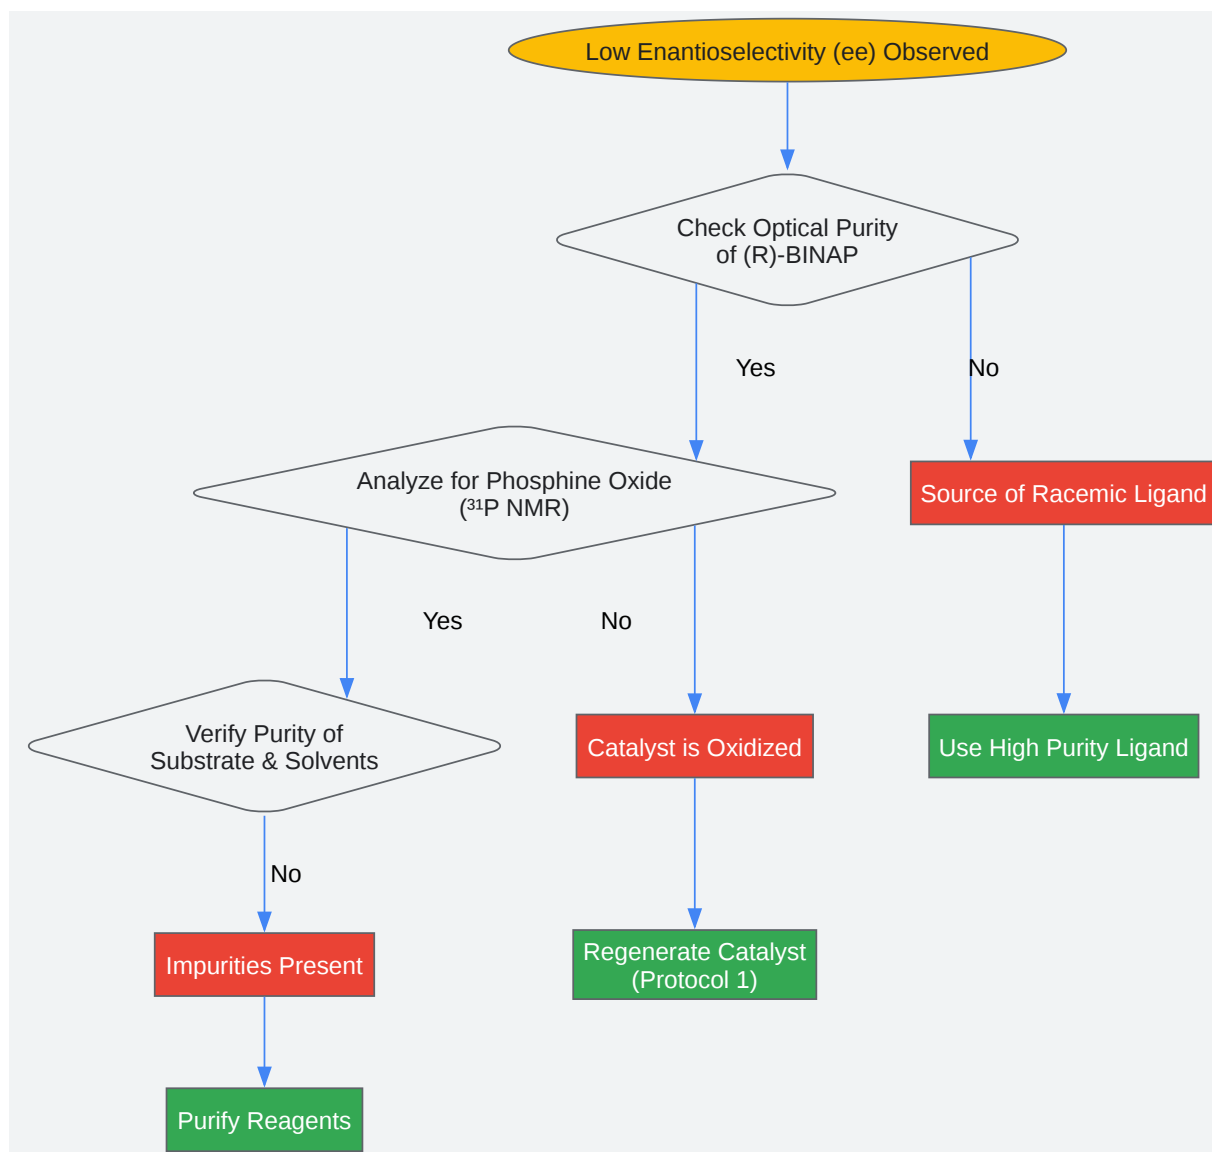 Low Enantioselectivity (ee) Observed
Check Optical Purity
of (R)-BINAP
Yes
No
Analyze for Phosphine Oxide
(³¹P NMR)
Source of Racemic Ligand
Yes
No
Verify Purity of
Substrate & Solvents
Catalyst is Oxidized
Use High Purity Ligand
No
Impurities Present
Regenerate Catalyst
(Protocol 1)
Purify Reagents